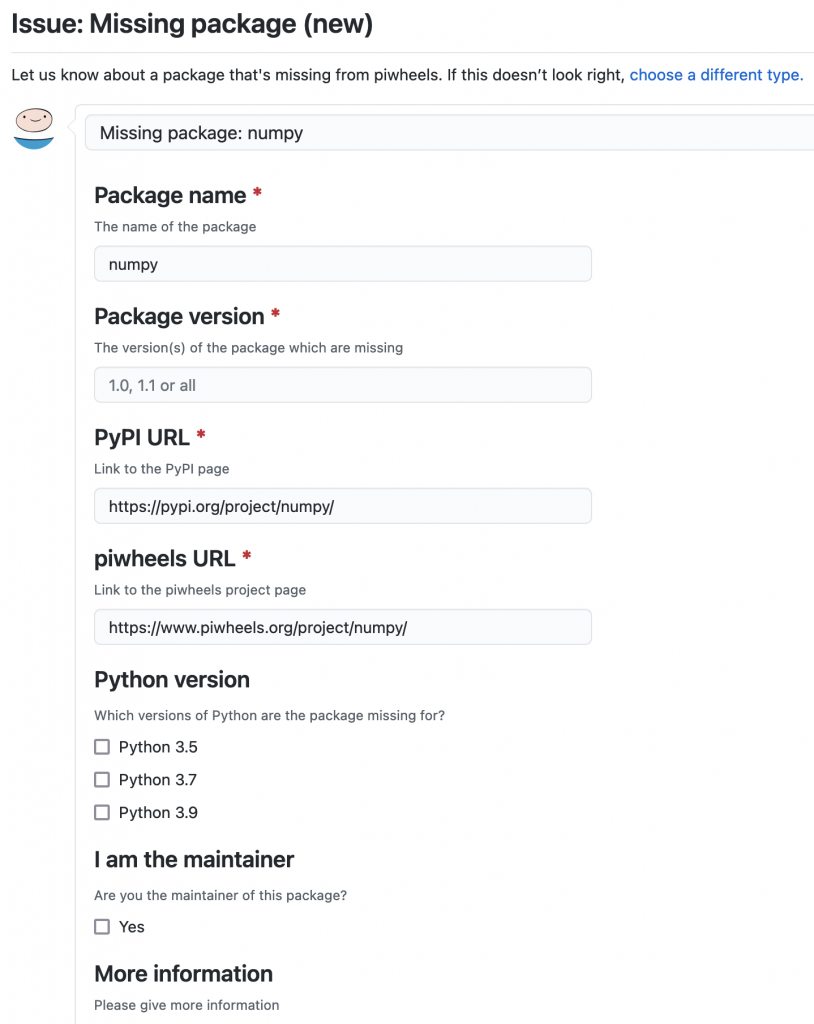 Issue: Missing package (new)
Let us know about a package that's missing from piwheels. If this doesn’t look right, choose a different type.
Missing package: numpy
Package name *
The name of the package
numpy
Package version *
The version(s) of the package which are missing
1.0, 1.1 or all
PyPI URL *
Link to the PyPI page
https://pypi.org/project/numpy/
piwheels URL *
Link to the piwheels project page
https://www.piwheels.org/project/numpy/
Python version
Which versions of Python are the package missing for?
Python 3.5
Python 3.7
Python 3.9
I am the maintainer
Are you the maintainer of this package?
Yes
More information
Please give more information